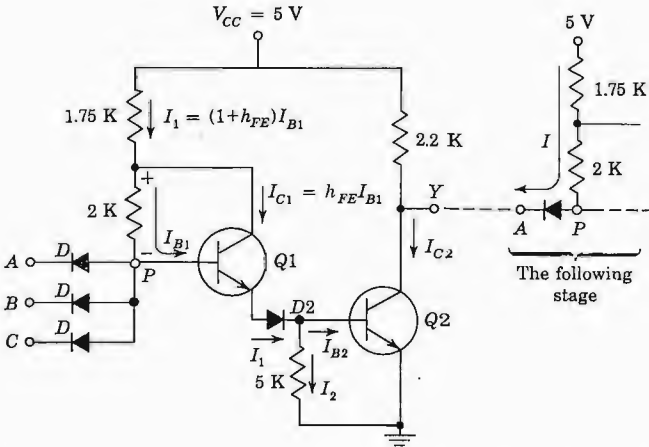 V_CC = 5 V
5 V
1.75 K
I_1 = (1+h_FE)I_B1
1.75 K
2.2 K
I
+
I_C1 = h_FE I_B1
2 K
2 K
Y
I_B1
-
A
D
P
Q1
I_C2
A
P
B
D
The following
stage
C
D
D2
Q2
I_1
I_B2
5 K
I_2